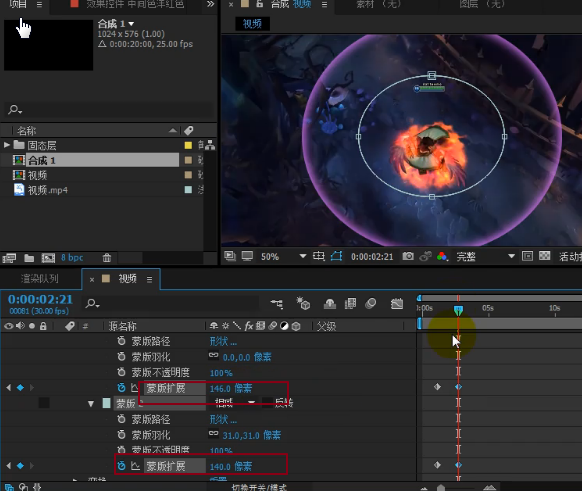 项目
效果控件 中间色洋红色
合成 视频
素材 (无)
图层 (无)
合成 1
1024 x 576 (1.00)
Δ 0:00:20:00, 25.00 fps
视频
名称
固态层
合成 1
视频
视频.mp4
8 bpc
50%
0:00:02:21
完整
活动摄
渲染队列
视频
0:00:02:21
00081 (30.00 fps)
:00s
05s
10s
源名称
父级
蒙版路径
形状...
蒙版羽化
0.0,0.0 像素
蒙版不透明度
100%
蒙版扩展
146.0 像素
蒙版 2
相减
反转
蒙版路径
形状...
蒙版羽化
31.0,31.0 像素
蒙版不透明度
100%
蒙版扩展
140.0 像素
变换
重置
切换开关/模式